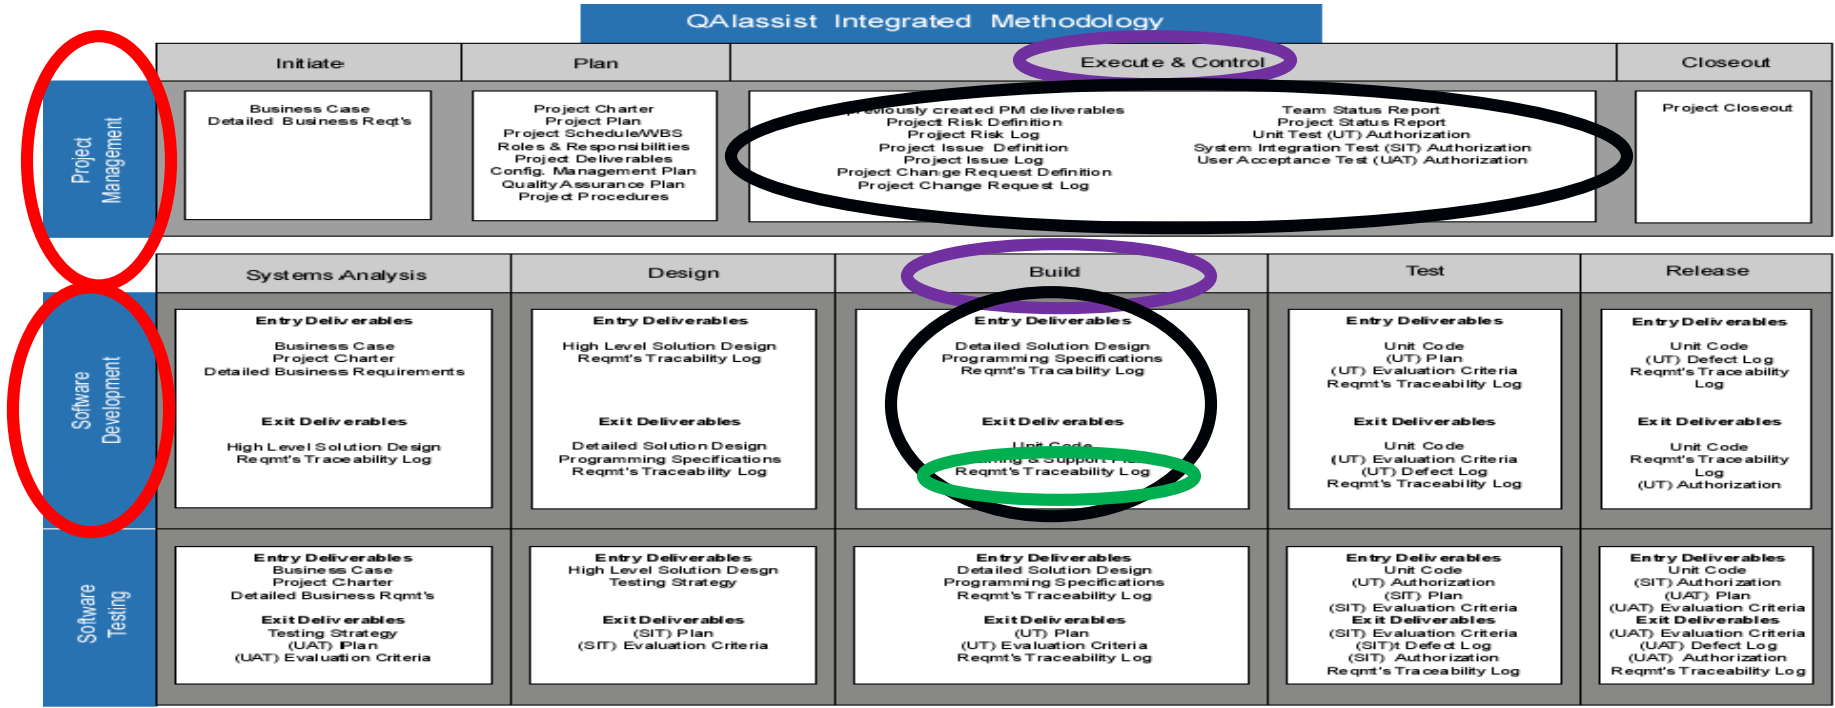 QAIassist Integrated Methodology
Initiate
Plan
Execute & Control
Closeout
Project
Management
Business Case
Detailed Business Reqt's
Project Charter
Project Plan
Project Schedule/WBS
Roles & Responsibilities
Project Deliverables
Config. Management Plan
Quality Assurance Plan
Project Procedures
created PM deliverables
Project Risk Definition
Project Risk Log
Project Issue Definition
Project Issue Log
Project Change Request Definition
Project Change Request Log
Team Status Report
Project Status Report
Unit Test (UT) Authorization
System Integration Test (SIT) Authorization
User Acceptance Test (UAT) Authorization
Project Closeout
Systems Analysis
Design
Build
Test
Release
Software
Development
Entry Deliverables
Business Case
Project Charter
Detailed Business Requirements
Exit Deliverables
High Level Solution Design
Reqmt's Traceability Log
Entry Deliverables
High Level Solution Design
Reqmt's Tracability Log
Exit Deliverables
Detailed Solution Design
Programming Specifications
Reqmt's Traceability Log
Entry Deliverables
Detailed Solution Design
Programming Specifications
Reqmt's Tracability Log
Exit Deliverables
Unit Code
& Support
Reqmt's Traceability Log
Entry Deliverables
Unit Code
(UT) Plan
(UT) Evaluation Criteria
Reqmt's Traceability Log
Exit Deliverables
Unit Code
(UT) Evaluation Criteria
(UT) Defect Log
Reqmt's Traceability Log
Entry Deliverables
Unit Code
(UT) Defect Log
Reqmt's Traceability
Log
Exit Deliverables
Unit Code
Reqmt's Traceability
Log
(UT) Authorization
Software
Testing
Entry Deliverables
Business Case
Project Charter
Detailed Business Rqmt's
Exit Deliverables
Testing Strategy
(UAT) Plan
(UAT) Evaluation Criteria
Entry Deliverables
High Level Solution Desgn
Testing Strategy
Exit Deliverables
(SIT) Plan
(SIT) Evaluation Criteria
Entry Deliverables
Detailed Solution Design
Programming Specifications
Reqmt's Traceability Log
Exit Deliverables
(UT) Plan
(UT) Evaluation Criteria
Reqmt's Traceability Log
Entry Deliverables
Unit Code
(UT) Authorization
(SIT) Plan
(SIT) Evaluation Criteria
Exit Deliverables
(SIT) Evaluation Criteria
(SIT)t Defect Log
(SIT) Authorization
Reqmt's Traceability Log
Entry Deliverables
Unit Code
(SIT) Authorization
(UAT) Plan
(UAT) Evaluation Criteria
Exit Deliverables
(UAT) Evaluation Criteria
(UAT) Defect Log
(UAT) Authorization
Reqmt's Traceability Log